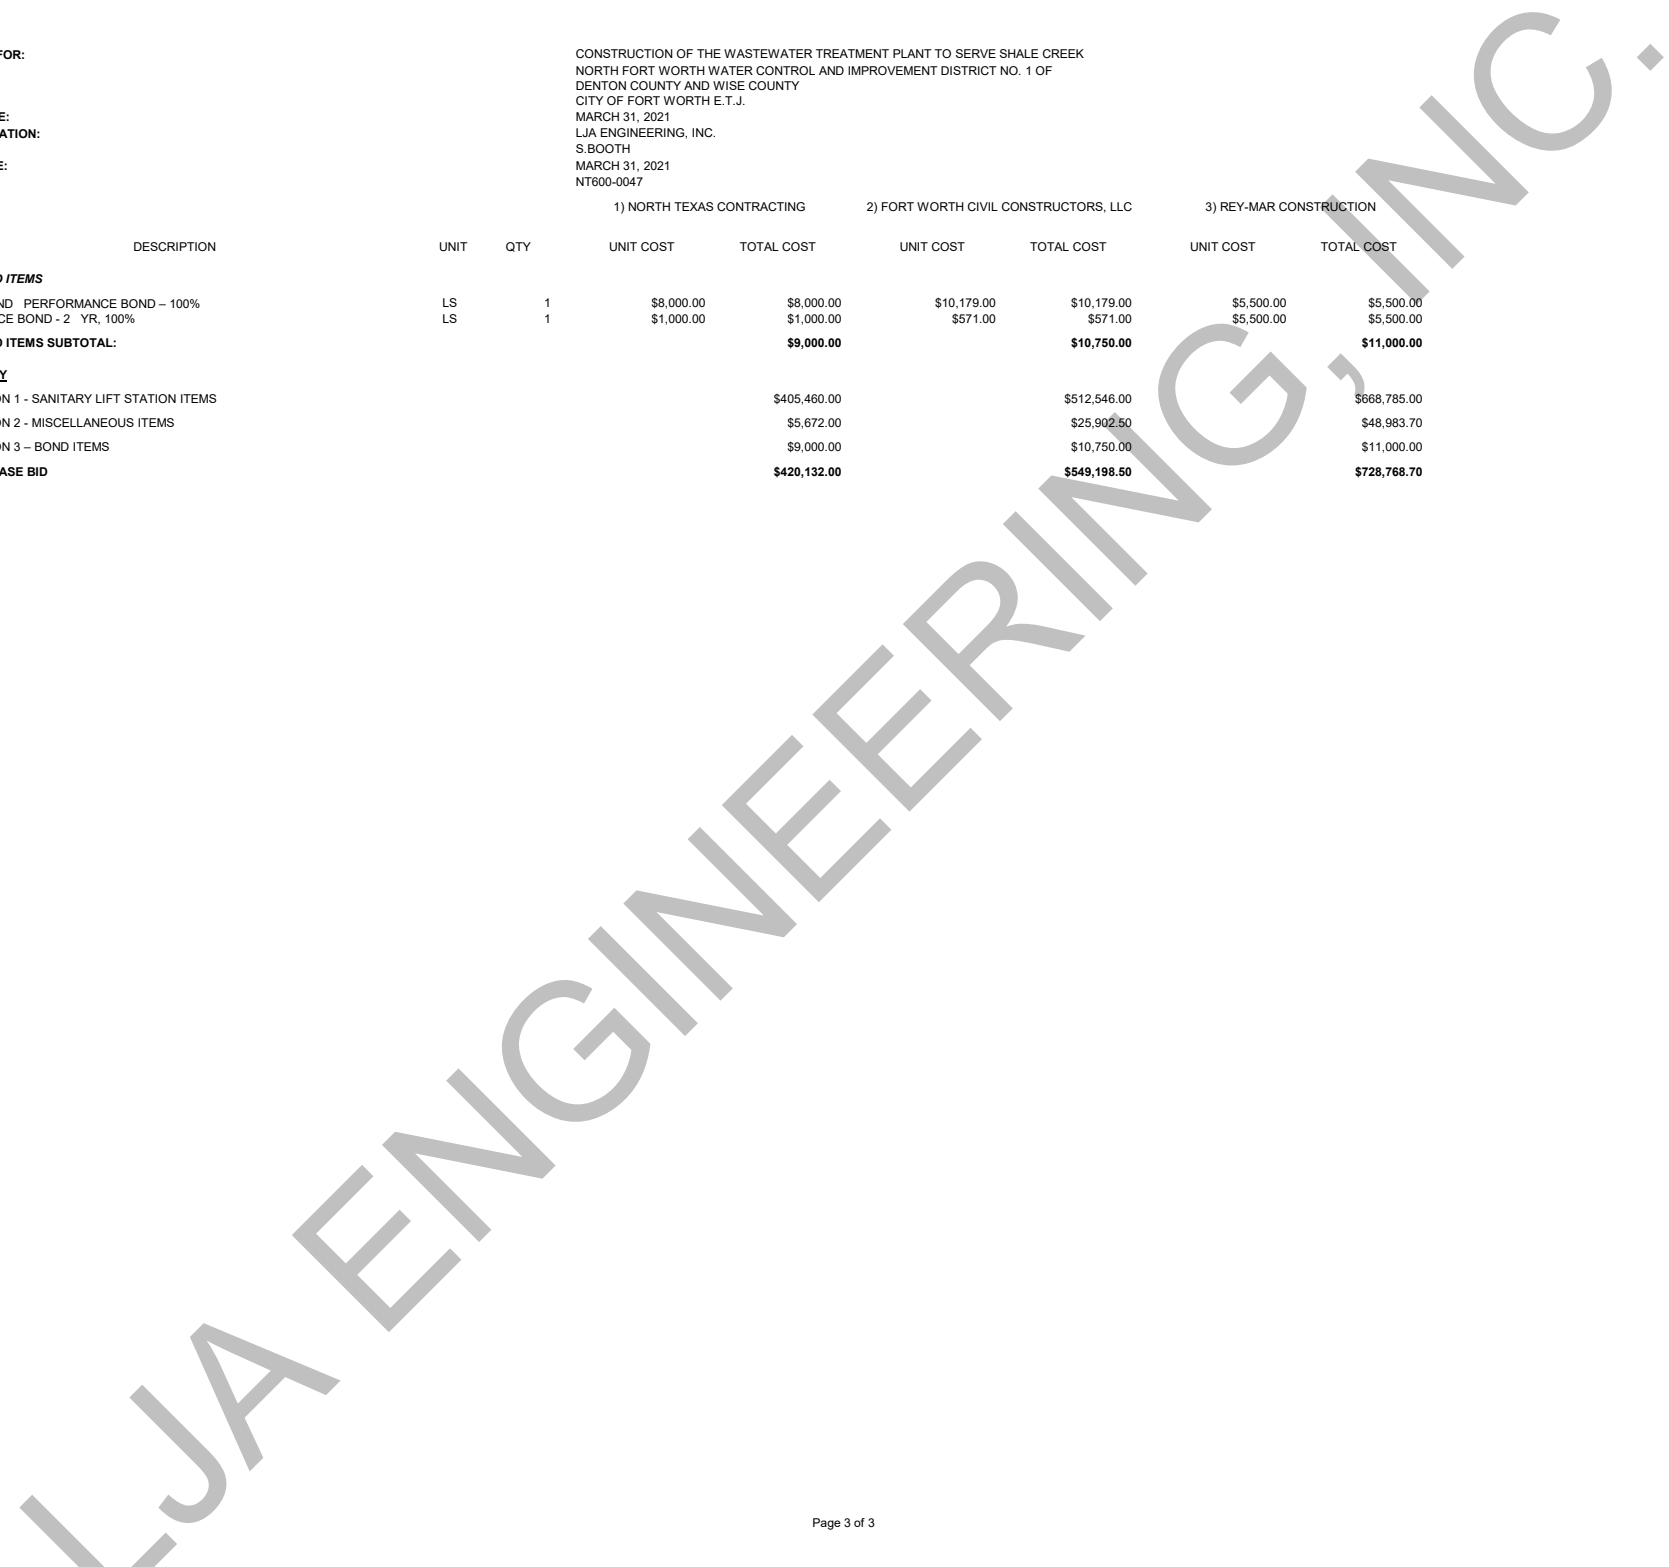 FOR: CONSTRUCTION OF THE WASTEWATER TREATMENT PLANT TO SERVE SHALE CREEK
NORTH FORT WORTH WATER CONTROL AND IMPROVEMENT DISTRICT NO. 1 OF
DENTON COUNTY AND WISE COUNTY
CITY OF FORT WORTH E.T.J.
E: MARCH 31, 2021
ATION: LJA ENGINEERING, INC.
S.BOOTH
E: MARCH 31, 2021
NT600-0047
1) NORTH TEXAS CONTRACTING 2) FORT WORTH CIVIL CONSTRUCTORS, LLC 3) REY-MAR CONSTRUCTION
DESCRIPTION UNIT QTY UNIT COST TOTAL COST UNIT COST TOTAL COST UNIT COST TOTAL COST
D ITEMS
ND PERFORMANCE BOND – 100% LS 1 $8,000.00 $8,000.00 $10,179.00 $10,179.00 $5,500.00 $5,500.00
CE BOND - 2 YR, 100% LS 1 $1,000.00 $1,000.00 $571.00 $571.00 $5,500.00 $5,500.00
D ITEMS SUBTOTAL: $9,000.00 $10,750.00 $11,000.00
Y
ON 1 - SANITARY LIFT STATION ITEMS $405,460.00 $512,546.00 $668,785.00
ON 2 - MISCELLANEOUS ITEMS $5,672.00 $25,902.50 $48,983.70
ON 3 – BOND ITEMS $9,000.00 $10,750.00 $11,000.00
ASE BID $420,132.00 $549,198.50 $728,768.70
LJA ENGINEERING, INC.
Page 3 of 3